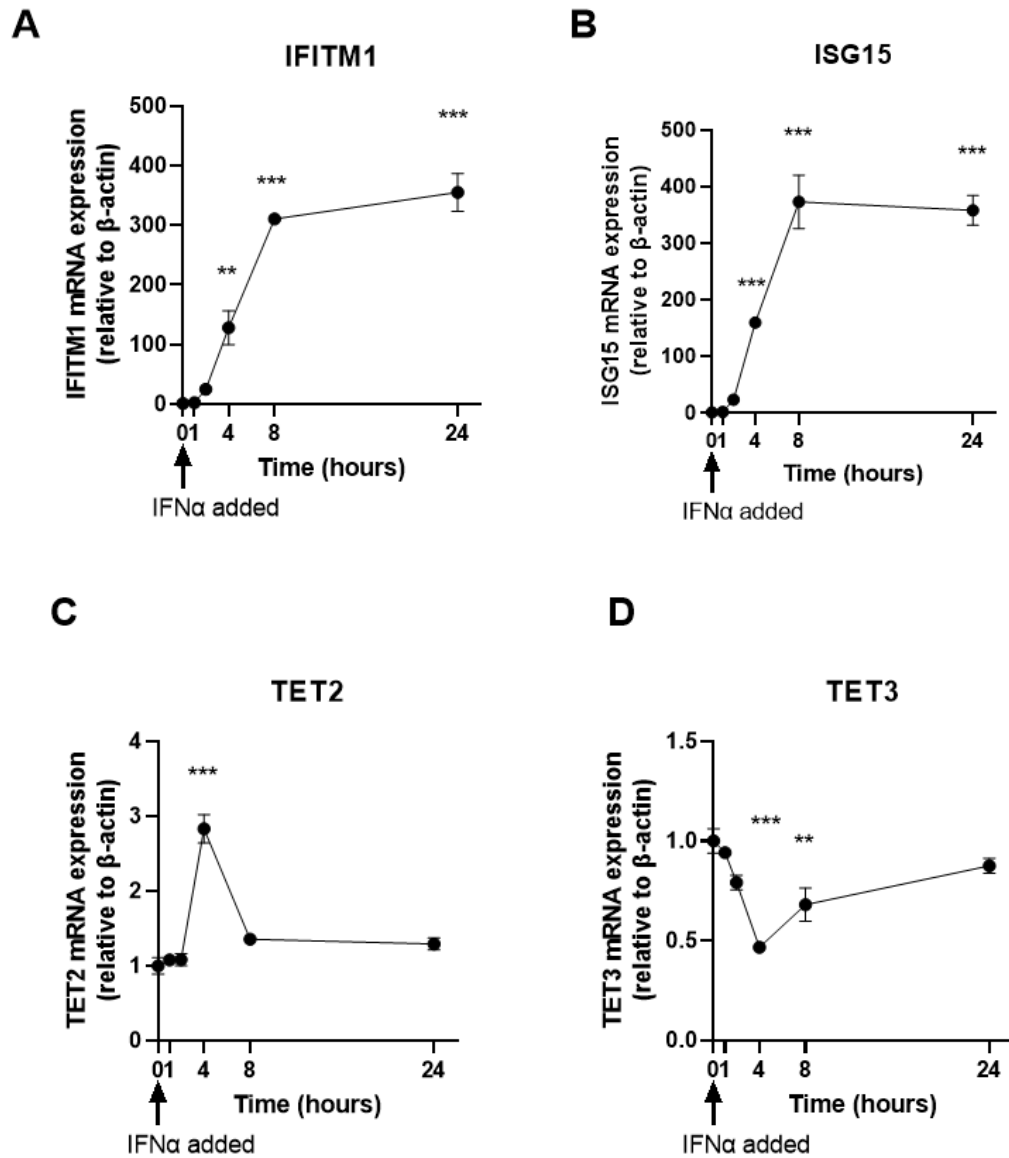 A
IFITM1
IFITM1 mRNA expression
(relative to β-actin)
500
400
300
200
100
0
**
***
***
01 4 8 24
Time (hours)
IFNα added
B
ISG15
ISG15 mRNA expression
(relative to β-actin)
500
400
300
200
100
0
***
***
***
01 4 8 24
Time (hours)
IFNα added
C
TET2
TET2 mRNA expression
(relative to β-actin)
4
3
2
1
0
***
01 4 8 24
Time (hours)
IFNα added
D
TET3
TET3 mRNA expression
(relative to β-actin)
1.5
1.0
0.5
0.0
***
**
01 4 8 24
Time (hours)
IFNα added